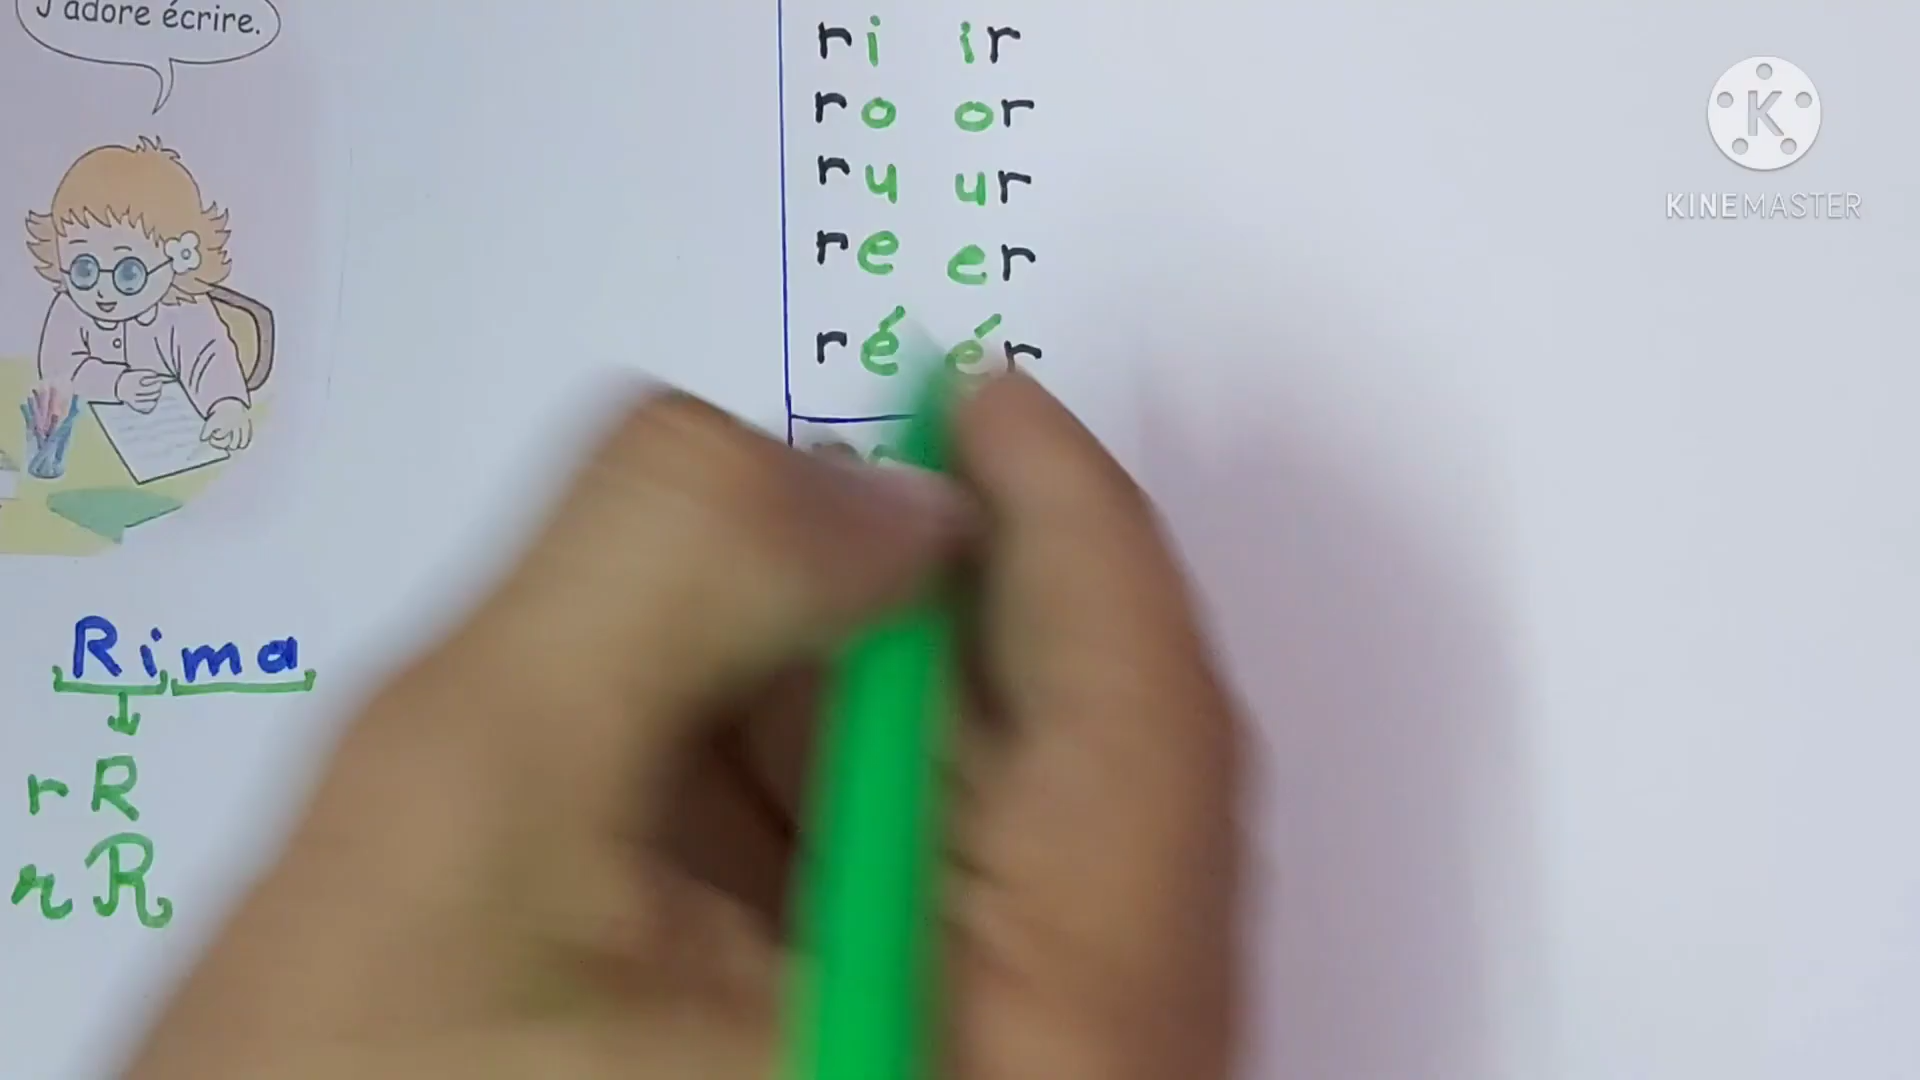 J'adore écrire.
ri ir
ro or
ru ur
re er
ré ér
Rima
r R
r R
KINEMASTER